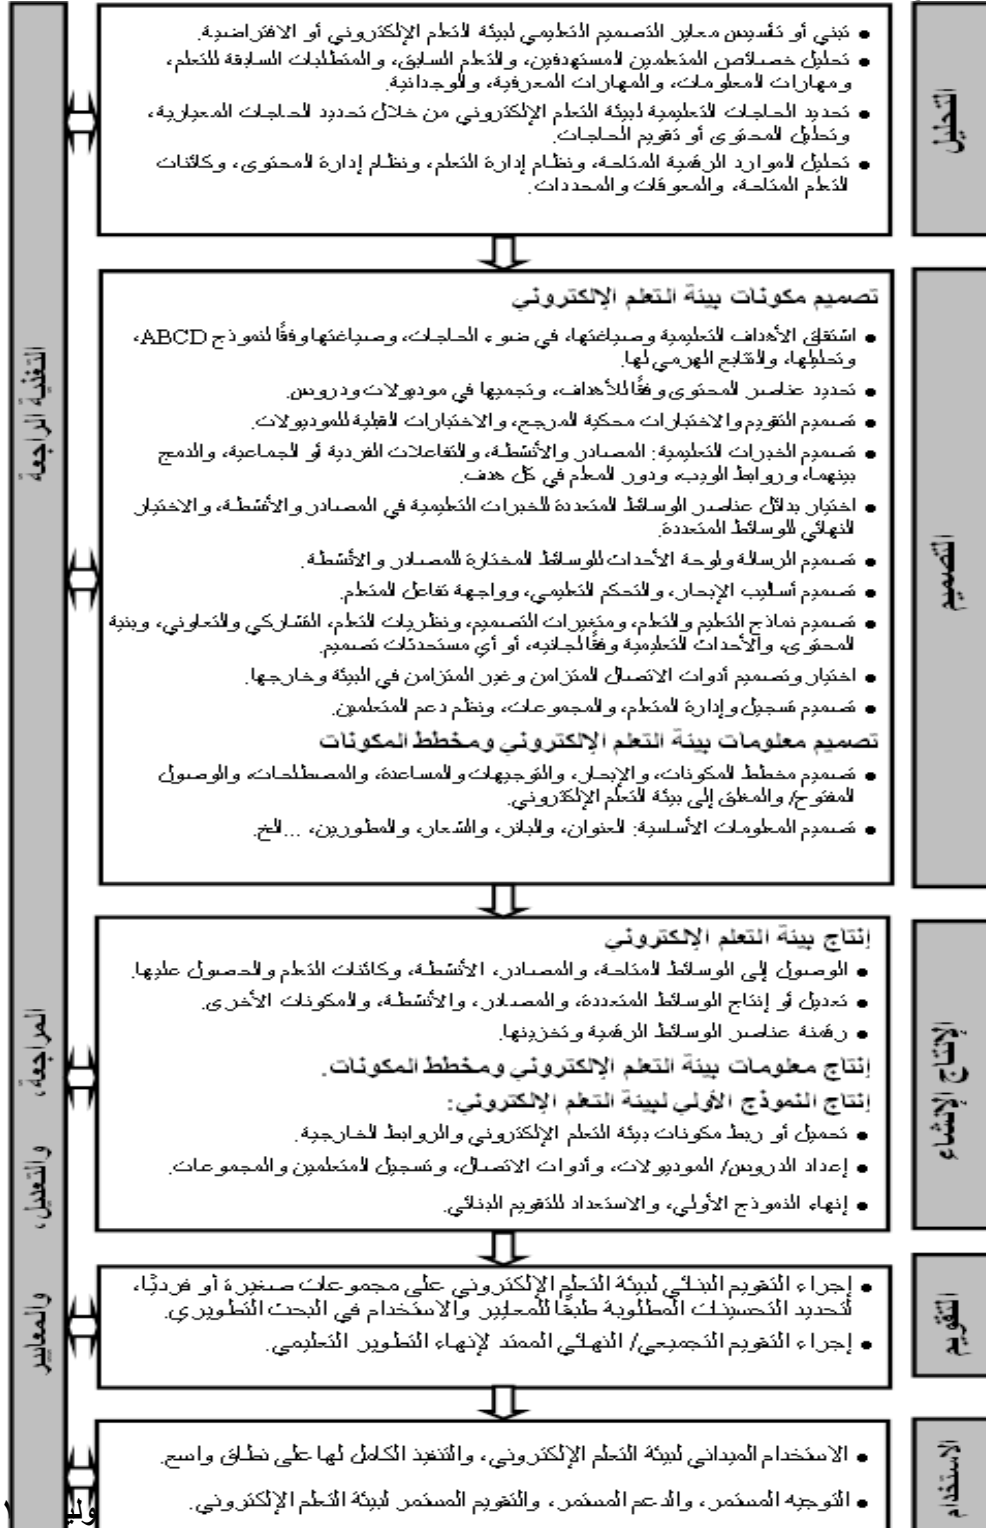 التحليل
• تبني أو تأسيس معايير التصميم التعليمي لبيئة التعلم الإلكتروني أو الافتراضية.
• تحليل خصائص المتعلمين المستهدفين، والتعلم السابق، والمتطلبات السابقة للتعلم،
ومهارات المعلومات، والمهارات المعرفية، والوجدانية.
• تحديد الحاجات التعليمية لبيئة التعلم الإلكتروني من خلال تحديد الحاجات المعيارية،
وتحليل المحتوى أو تقويم الحاجات.
• تحليل الموارد الرقمية المتاحة، ونظام إدارة التعلم، ونظام إدارة المحتوى، وكائنات
التعلم المتاحة، والمعوقات والمحددات.
التصميم
تصميم مكونات بيئة التعلم الإلكتروني
• اشتقاق الأهداف التعليمية وصياغتها، في ضوء الحاجات، وصياغتها وفقًا لنموذج ABCD،
وتحليلها، والتتابع الهرمي لها.
• تحديد عناصر المحتوى وفقًا للأهداف، وتجميها في موديولات ودروس.
• تصميم التقويم والاختبارات محكية المرجع، والاختبارات القبلية للموديولات.
• تصميم الخبرات التعليمية: المصادر والأنشطة، والتفاعلات الفردية أو الجماعية، والدمج
بينهما، وروابط الويب، ودور المعلم في كل هدف.
• اختيار بدائل عناصر الوسائط المتعددة للخبرات التعليمية في المصادر والأنشطة، والاختيار
النهائي للوسائط المتعددة.
• تصميم الرسالة ولوحة الأحداث للوسائط المختارة للمصادر والأنشطة.
• تصميم أساليب الإبحار، والتحكم التعليمي، وواجهة تفاعل المتعلم.
• تصميم نماذج التعليم والتعلم، ومتغيرات التصميم، ونظريات التعلم، التشاركي والتعاوني، وبنية
المحتوى، والأحداث التعليمية وفقًا لجانيه، أو أي مستحدثات تصميم.
• اختيار وتصميم أدوات الاتصال المتزامن وغير المتزامن في البيئة وخارجها.
• تصميم تسجيل وإدارة المتعلم، والمجموعات، ونظم دعم المتعلمين.
تصميم معلومات بيئة التعلم الإلكتروني ومخطط المكونات
• تصميم مخطط المكونات، والإبحار، والتوجيهات والمساعدة، والمصطلحات، والوصول
المفتوح/ والمغلق إلى بيئة التعلم الإلكتروني.
• تصميم المعلومات الأساسية: العنوان، والبانر، والشعار، والمطورين، ...الخ.
الإنتاج الإنشاء
إنتاج بيئة التعلم الإلكتروني
• الوصول إلى الوسائط المتاحة، والمصادر، الأنشطة، وكائنات التعلم والحصول عليها.
• تعديل أو إنتاج الوسائط المتعددة، والمصادر، والأنشطة، والمكونات الأخرى.
• رقمنة عناصر الوسائط الرقمية وتخزينها.
إنتاج معلومات بيئة التعلم الإلكتروني ومخطط المكونات.
إنتاج النموذج الأولي لبيئة التعلم الإلكتروني:
• تحميل أو ربط مكونات بيئة التعلم الإلكتروني والروابط الخارجية.
• إعداد الدروس/ الموديولات، وأدوات الاتصال، وتسجيل المتعلمين والمجموعات.
• إنهاء النموذج الأولي، والاستعداد للتقويم البنائي.
التقويم
• إجراء التقويم البنائي لبيئة التعلم الإلكتروني على مجموعات صغيرة أو فرديًا،
لتحديد التحسينات المطلوبة طبقًا للمعايير والاستخدام في البحث التطويري.
• إجراء التقويم التجميعي/ النهائي الممتد لإنهاء التطوير التعليمي.
الاستخدام
• الاستخدام الميداني لبيئة التعلم الإلكتروني، والتنفيذ الكامل لها على نطاق واسع.
• التوجيه المستمر، والدعم المستمر، والتقويم المستمر لبيئة التعلم الإلكتروني.
التغذية الراجعة
المراجعة،
والتعديل،
والمعايير